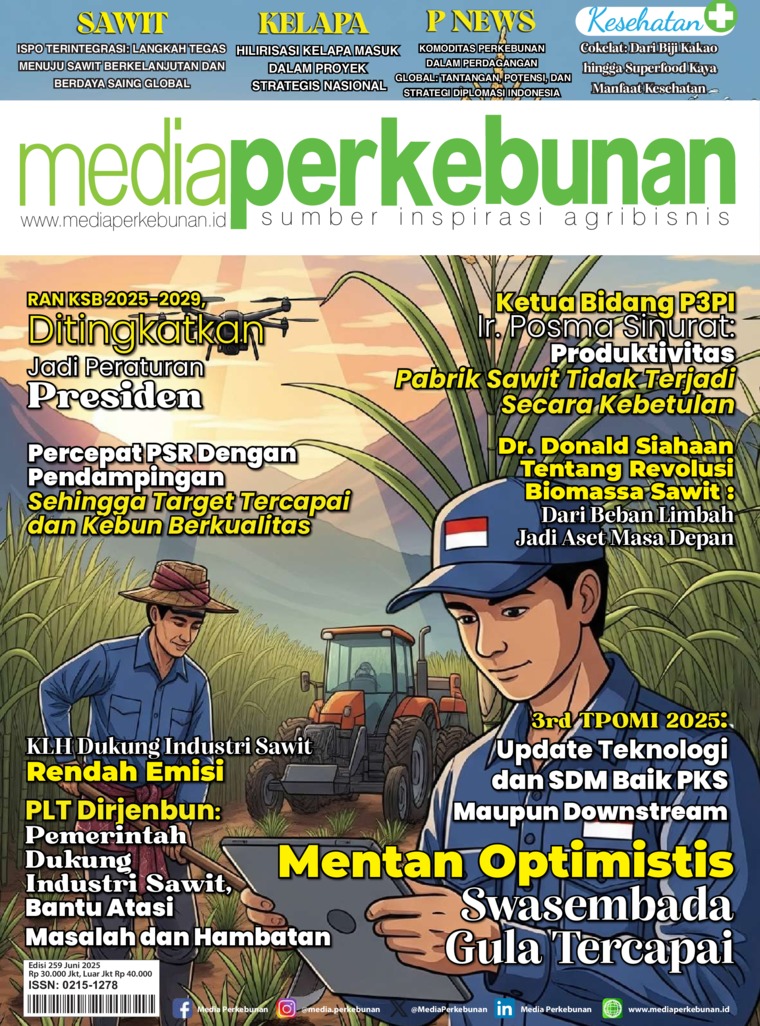 SAWIT
ISPO TERINTEGRASI: LANGKAH TEGAS
MENUJU SAWIT BERKELANJUTAN DAN
BERDAYA SAING GLOBAL
KELAPA
HILIRISASI KELAPA MASUK
DALAM PROYEK
STRATEGIS NASIONAL
P NEWS
KOMODITAS PERKEBUNAN
DALAM PERDAGANGAN
GLOBAL: TANTANGAN, POTENSI, DAN
STRATEGI DIPLOMASI INDONESIA
Kesehatan
Cokelat: Dari Biji Kakao
hingga Superfood Kaya
Manfaat Kesehatan
mediaperkebunan
www.mediaperkebunan.id
sumber inspirasi agribisnis
RAN KSB 2025-2029,
Ditingkatkan
Jadi Peraturan
Presiden
Ketua Bidang P3PI
Ir. Posma Sinurat:
Produktivitas
Pabrik Sawit Tidak Terjadi
Secara Kebetulan
Percepat PSR Dengan
Pendampingan
Sehingga Target Tercapai
dan Kebun Berkualitas
Dr. Donald Siahaan
Tentang Revolusi
Biomassa Sawit :
Dari Beban Limbah
Jadi Aset Masa Depan
KLH Dukung Industri Sawit
Rendah Emisi
PLT Dirjenbun:
Pemerintah
Dukung
Industri Sawit,
Bantu Atasi
Masalah dan Hambatan
3rd TPOMI 2025:
Update Teknologi
dan SDM Baik PKS
Maupun Downstream
Mentan Optimistis
Swasembada
Gula Tercapai
Edisi 259 Juni 2025
Rp 30.000 Jkt, Luar Jkt Rp 40.000
ISSN: 0215-1278
Media Perkebunan
@media.perkebunan
@MediaPerkebunan
Media Perkebunan
www.mediaperkebunan.id